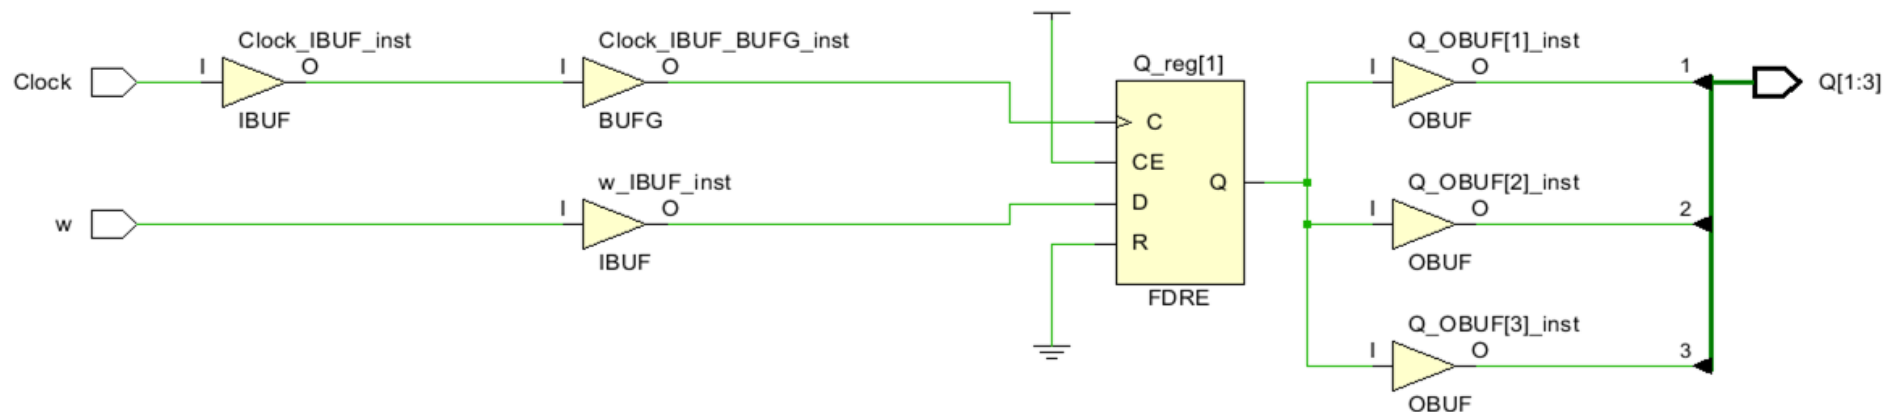 Clock_IBUF_inst
Clock_IBUF_BUFG_inst
Q_OBUF[1]_inst
Q_reg[1]
Clock
I
O
I
O
I
O
1
Q[1:3]
IBUF
BUFG
OBUF
C
CE
w_IBUF_inst
Q
Q_OBUF[2]_inst
D
w
I
O
I
O
2
R
IBUF
OBUF
FDRE
Q_OBUF[3]_inst
I
O
3
OBUF